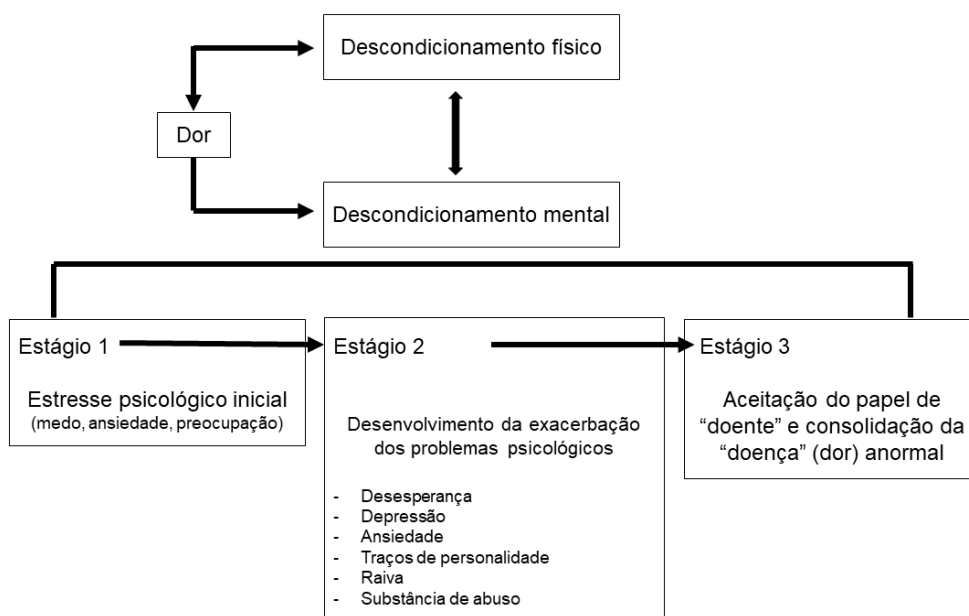 Descondicionamento físico
Dor
Descondicionamento mental
Estágio 1
Estresse psicológico inicial
(medo, ansiedade, preocupação)
Estágio 2
Desenvolvimento da exacerbação
dos problemas psicológicos
- Desesperança
- Depressão
- Ansiedade
- Traços de personalidade
- Raiva
- Substância de abuso
Estágio 3
Aceitação do papel de
“doente” e consolidação da
“doença” (dor) anormal